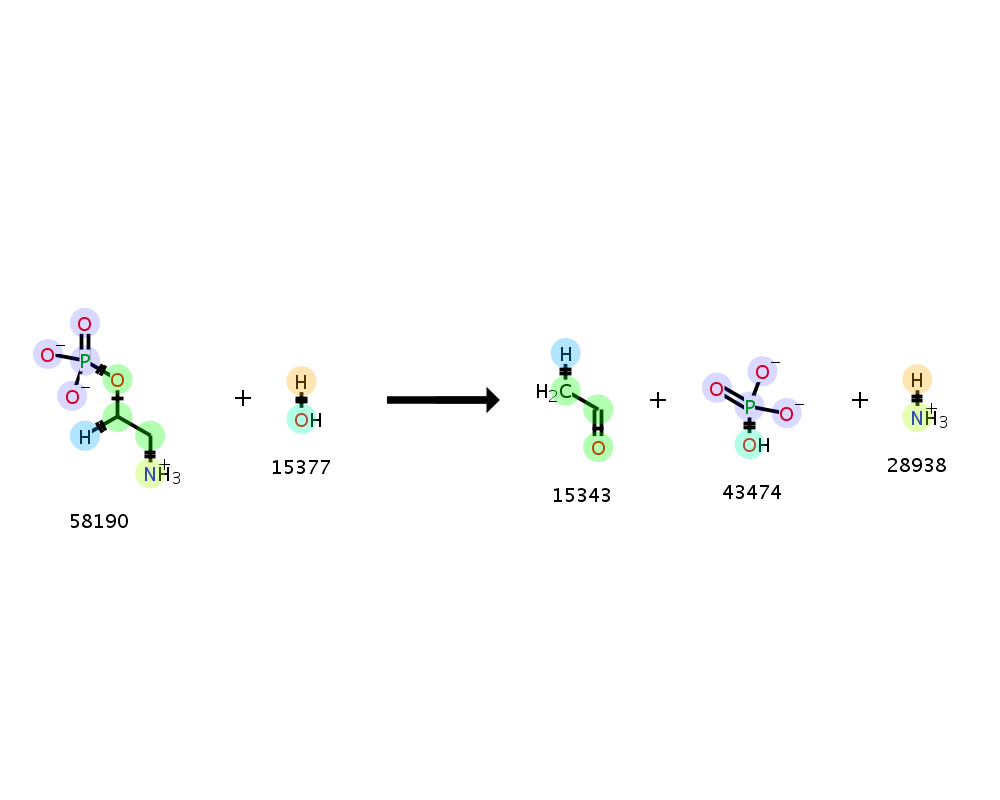 O
O−
P
O
O−
H
NH3+
58190
+
H
OH
15377
H
H2C
O
15343
+
O−
O
P
O−
OH
43474
+
H
NH3+
28938